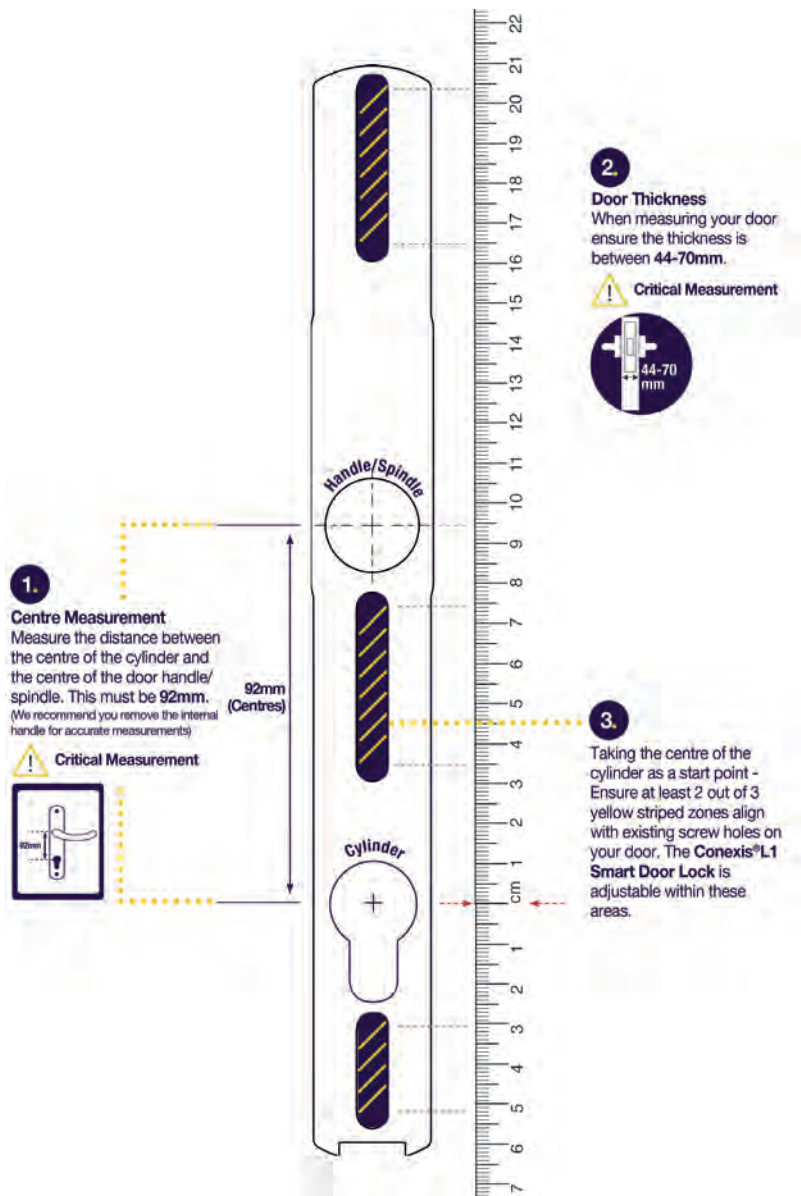 22
21
20
19
18
17
16
15
14
13
12
11
10
9
8
7
6
5
4
3
2
1
cm
1
2
3
4
5
6
7
Handle/Spindle
Cylinder
92mm
(Centres)
1.
Centre Measurement
Measure the distance between
the centre of the cylinder and
the centre of the door handle/
spindle. This must be 92mm.
(We recommend you remove the internal
handle for accurate measurements)
! Critical Measurement
92mm
2.
Door Thickness
When measuring your door
ensure the thickness is
between 44-70mm.
! Critical Measurement
44-70
mm
3.
Taking the centre of the
cylinder as a start point -
Ensure at least 2 out of 3
yellow striped zones align
with existing screw holes on
your door. The Conexis®L1
Smart Door Lock is
adjustable within these
areas.